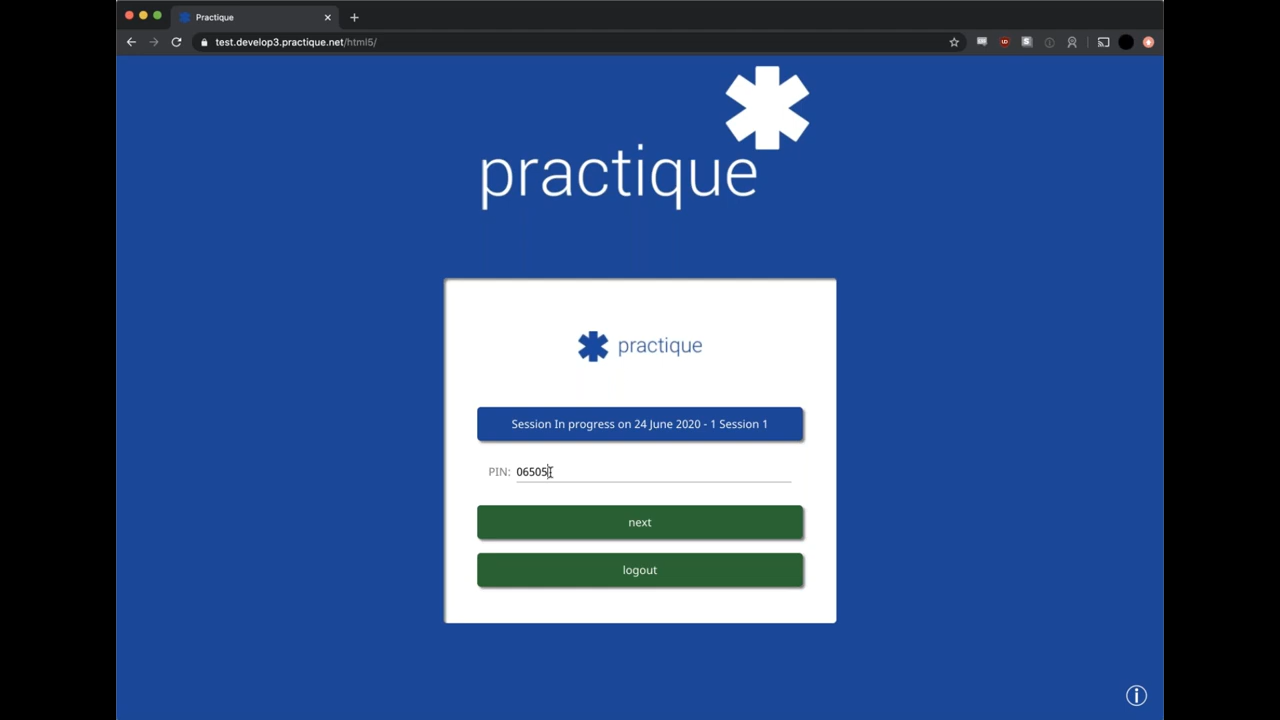 Practique
test.develop3.practique.net/html5/
practique
practique
Session In progress on 24 June 2020 - 1 Session 1
PIN: 06505
next
logout